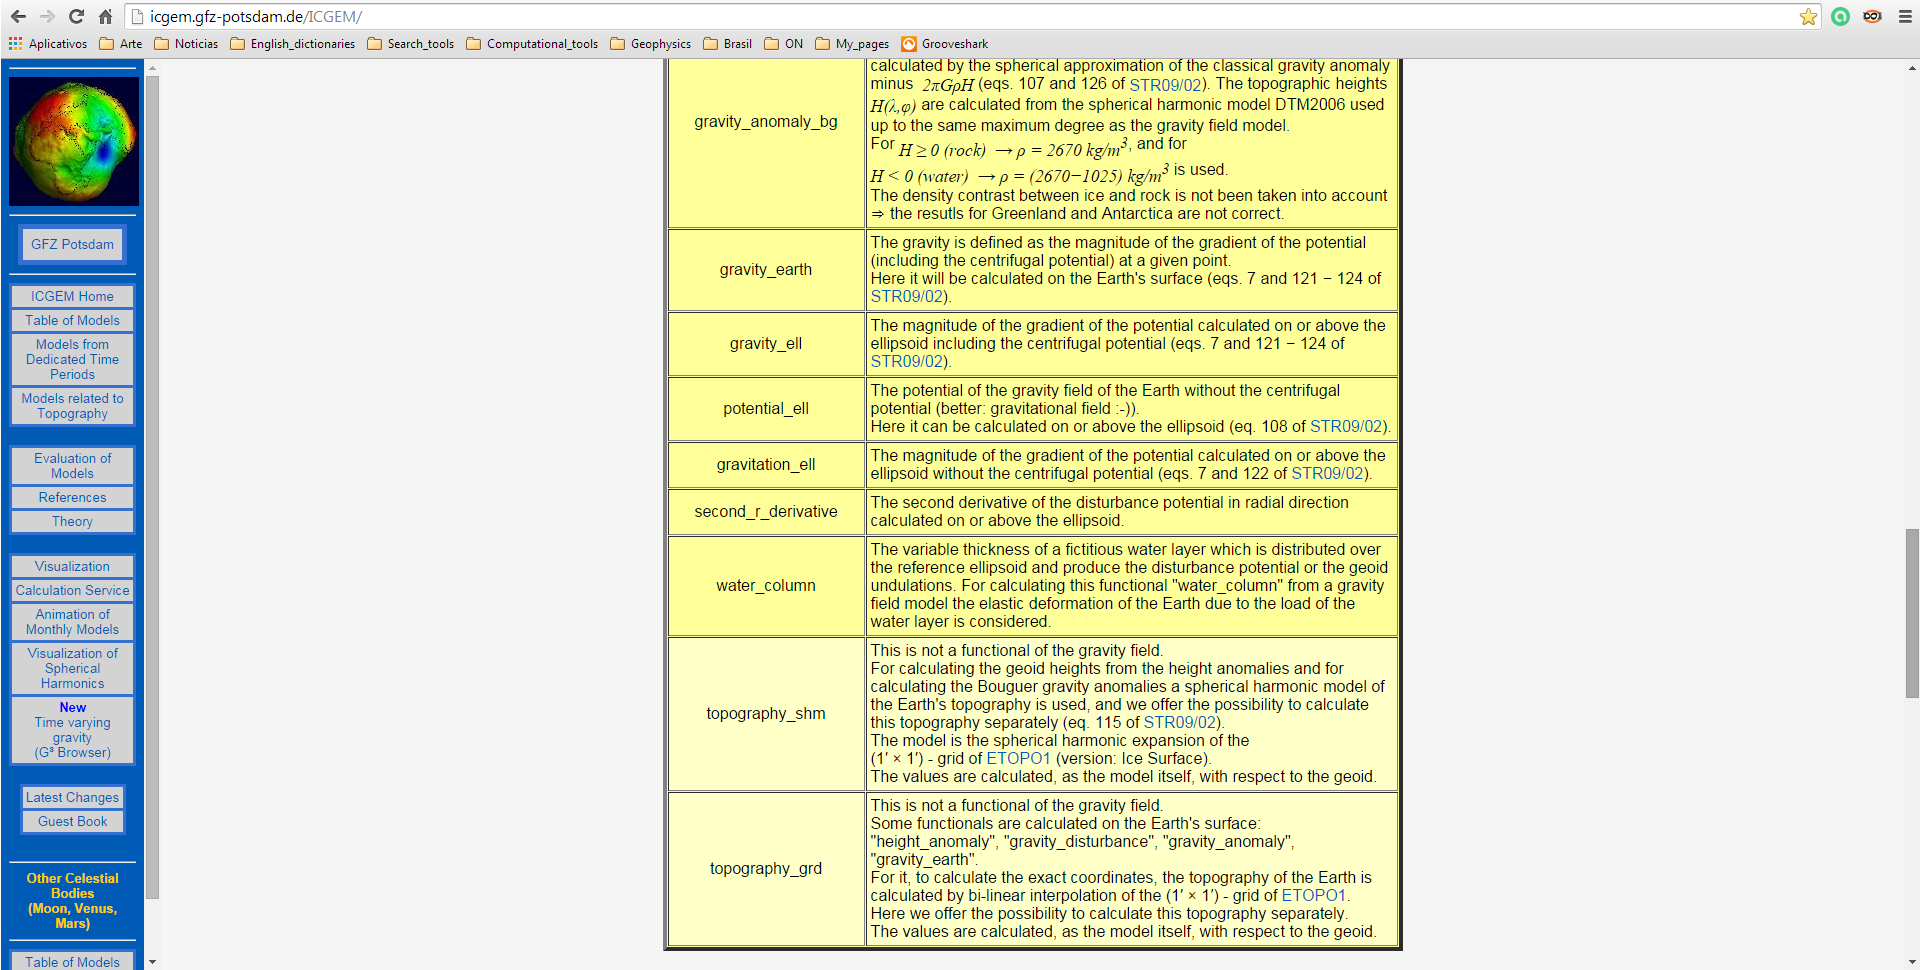 icgem.gfz-potsdam.de/ICGEM/
Aplicativos Arte Noticias English_dictionaries Search_tools Computational_tools Geophysics Brasil ON My_pages Grooveshark
GFZ Potsdam
ICGEM Home
Table of Models
Models from
Dedicated Time
Periods
Models related to
Topography
Evaluation of
Models
References
Theory
Visualization
Calculation Service
Animation of
Monthly Models
Visualization of
Spherical
Harmonics
New
Time varying
gravity
(G³ Browser)
Latest Changes
Guest Book
Other Celestial
Bodies
(Moon, Venus,
Mars)
Table of Models
gravity_anomaly_bg
calculated by the spherical approximation of the classical gravity anomaly
minus 2πGρH (eqs. 107 and 126 of STR09/02). The topographic heights
H(λ,φ) are calculated from the spherical harmonic model DTM2006 used
up to the same maximum degree as the gravity field model.
For H ≥ 0 (rock) → ρ = 2670 kg/m³, and for
H < 0 (water) → ρ = (2670−1025) kg/m³ is used.
The density contrast between ice and rock is not been taken into account
⇒ the resutls for Greenland and Antarctica are not correct.
gravity_earth
The gravity is defined as the magnitude of the gradient of the potential
(including the centrifugal potential) at a given point.
Here it will be calculated on the Earth's surface (eqs. 7 and 121 − 124 of
STR09/02).
gravity_ell
The magnitude of the gradient of the potential calculated on or above the
ellipsoid including the centrifugal potential (eqs. 7 and 121 − 124 of
STR09/02).
potential_ell
The potential of the gravity field of the Earth without the centrifugal
potential (better: gravitational field :-)).
Here it can be calculated on or above the ellipsoid (eq. 108 of STR09/02).
gravitation_ell
The magnitude of the gradient of the potential calculated on or above the
ellipsoid without the centrifugal potential (eqs. 7 and 122 of STR09/02).
second_r_derivative
The second derivative of the disturbance potential in radial direction
calculated on or above the ellipsoid.
water_column
The variable thickness of a fictitious water layer which is distributed over
the reference ellipsoid and produce the disturbance potential or the geoid
undulations. For calculating this functional "water_column" from a gravity
field model the elastic deformation of the Earth due to the load of the
water layer is considered.
topography_shm
This is not a functional of the gravity field.
For calculating the geoid heights from the height anomalies and for
calculating the Bouguer gravity anomalies a spherical harmonic model of
the Earth's topography is used, and we offer the possibility to calculate
this topography separately (eq. 115 of STR09/02).
The model is the spherical harmonic expansion of the
(1′ × 1′) - grid of ETOPO1 (version: Ice Surface).
The values are calculated, as the model itself, with respect to the geoid.
topography_grd
This is not a functional of the gravity field.
Some functionals are calculated on the Earth's surface:
"height_anomaly", "gravity_disturbance", "gravity_anomaly",
"gravity_earth".
For it, to calculate the exact coordinates, the topography of the Earth is
calculated by bi-linear interpolation of the (1′ × 1′) - grid of ETOPO1.
Here we offer the possibility to calculate this topography separately.
The values are calculated, as the model itself, with respect to the geoid.